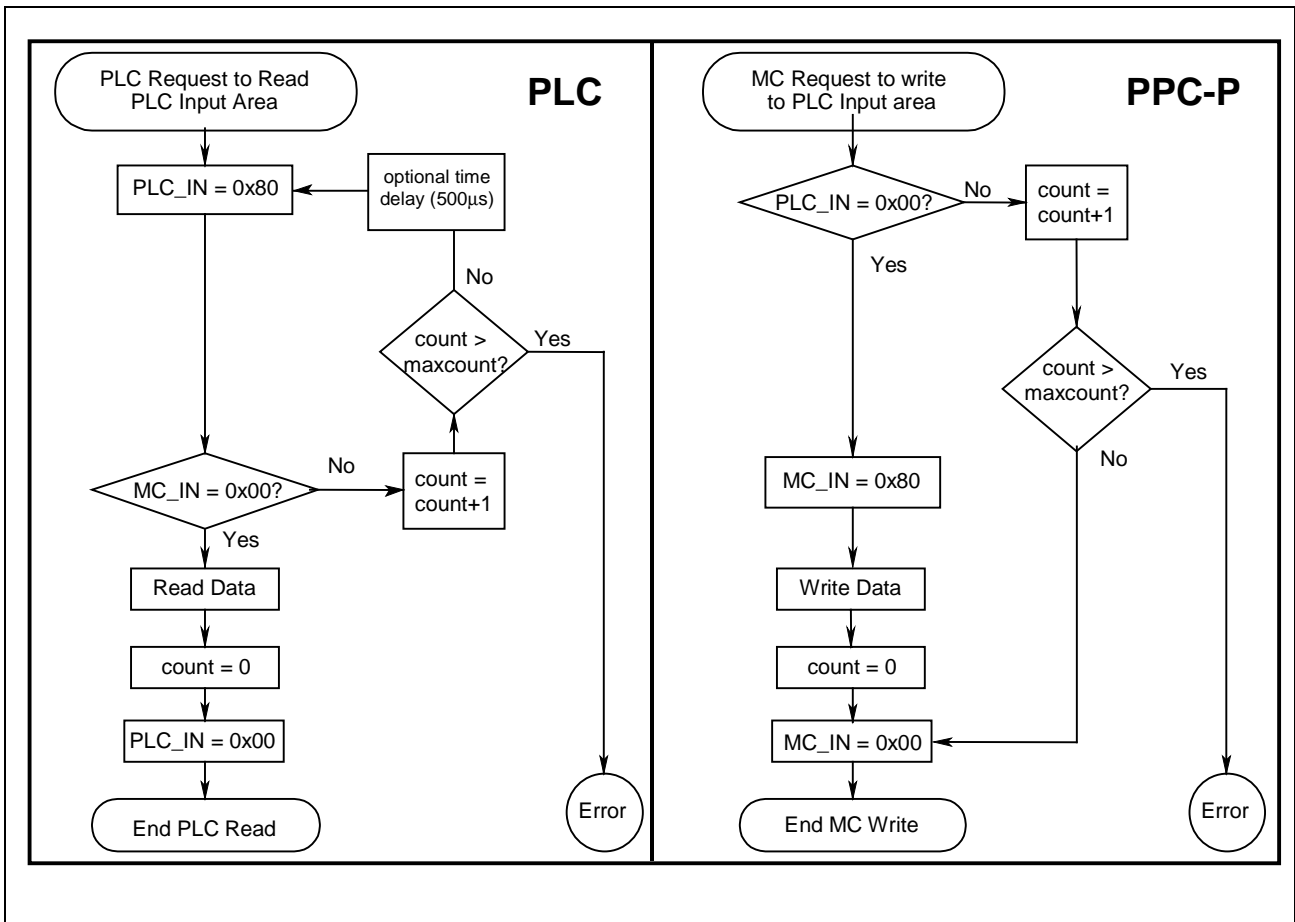 PLC Request to Read
PLC Input Area
PLC
PLC_IN = 0x80
optional time
delay (500µs)
No
count >
maxcount?
Yes
MC_IN = 0x00?
No
count =
count+1
Yes
Read Data
count = 0
PLC_IN = 0x00
End PLC Read
Error
MC Request to write
to PLC Input area
PPC-P
PLC_IN = 0x00?
No
count =
count+1
Yes
count >
maxcount?
Yes
No
MC_IN = 0x80
Write Data
count = 0
MC_IN = 0x00
End MC Write
Error